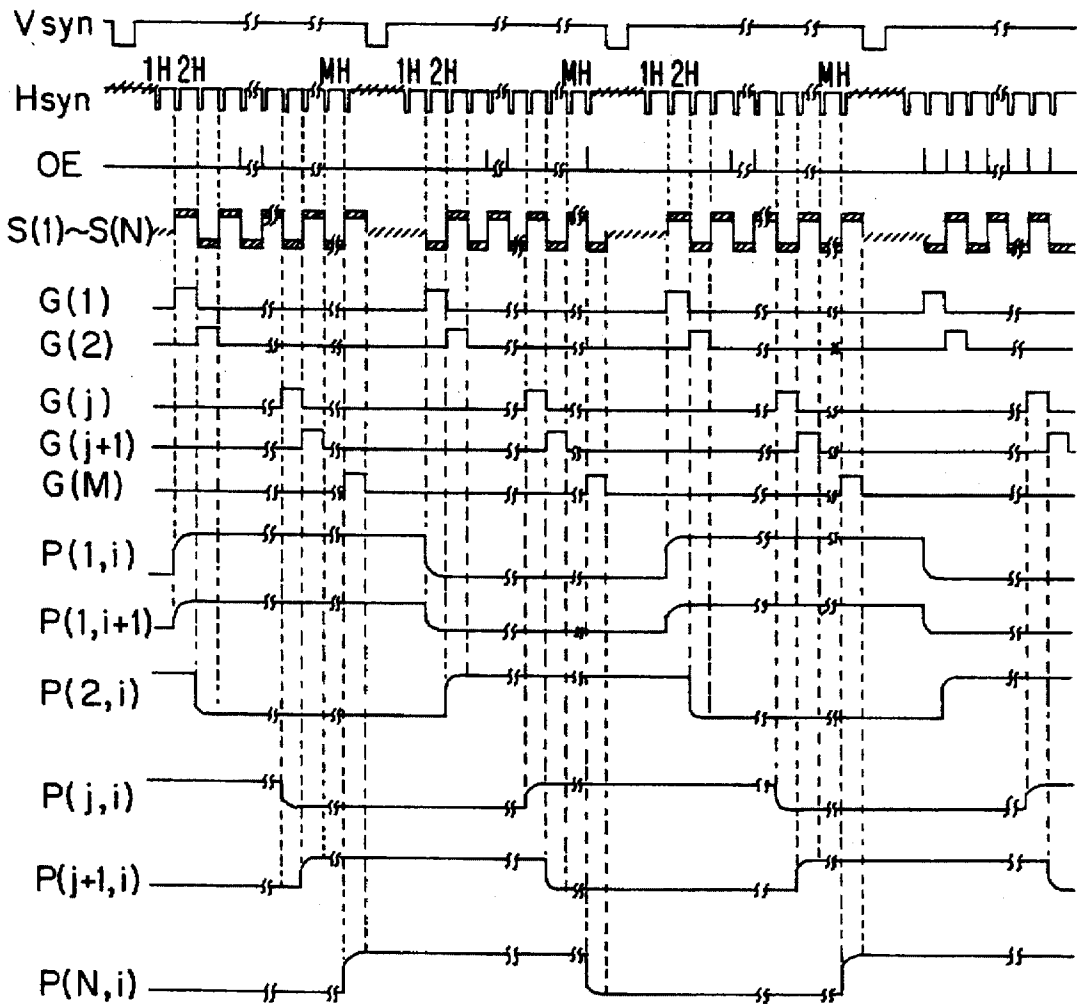 Vsyn
1H 2H MH 1H 2H MH 1H 2H MH
Hsyn
OE
S(1)~S(N)
G(1)
G(2)
G(j)
G(j+1)
G(M)
P(1,i)
P(1,i+1)
P(2,i)
P(j,i)
P(j+1,i)
P(N,i)